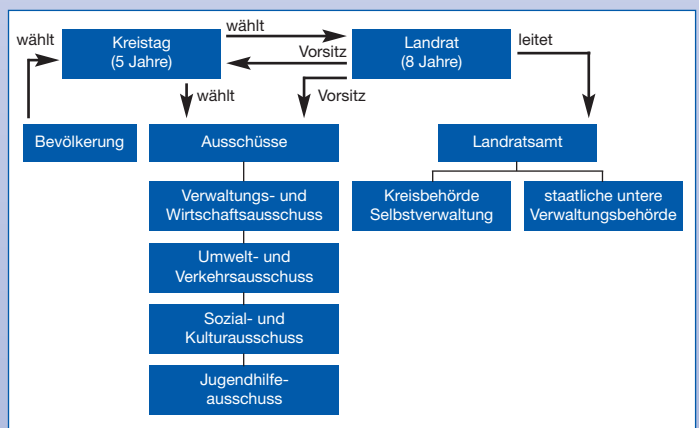 wählt
Kreistag
(5 Jahre)
wählt
Vorsitz
Landrat
(8 Jahre)
leitet
wählt
Vorsitz
Bevölkerung
Ausschüsse
Landratsamt
Verwaltungs- und
Wirtschaftsausschuss
Kreisbehörde
Selbstverwaltung
staatliche untere
Verwaltungsbehörde
Umwelt- und
Verkehrsausschuss
Sozial- und
Kulturausschuss
Jugendhilfe-
ausschuss